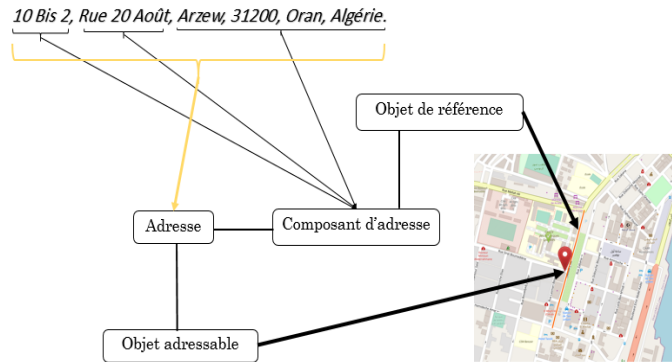 10 Bis 2, Rue 20 Août, Arzew, 31200, Oran, Algérie.
Objet de référence
Adresse
Composant d'adresse
Objet adressable